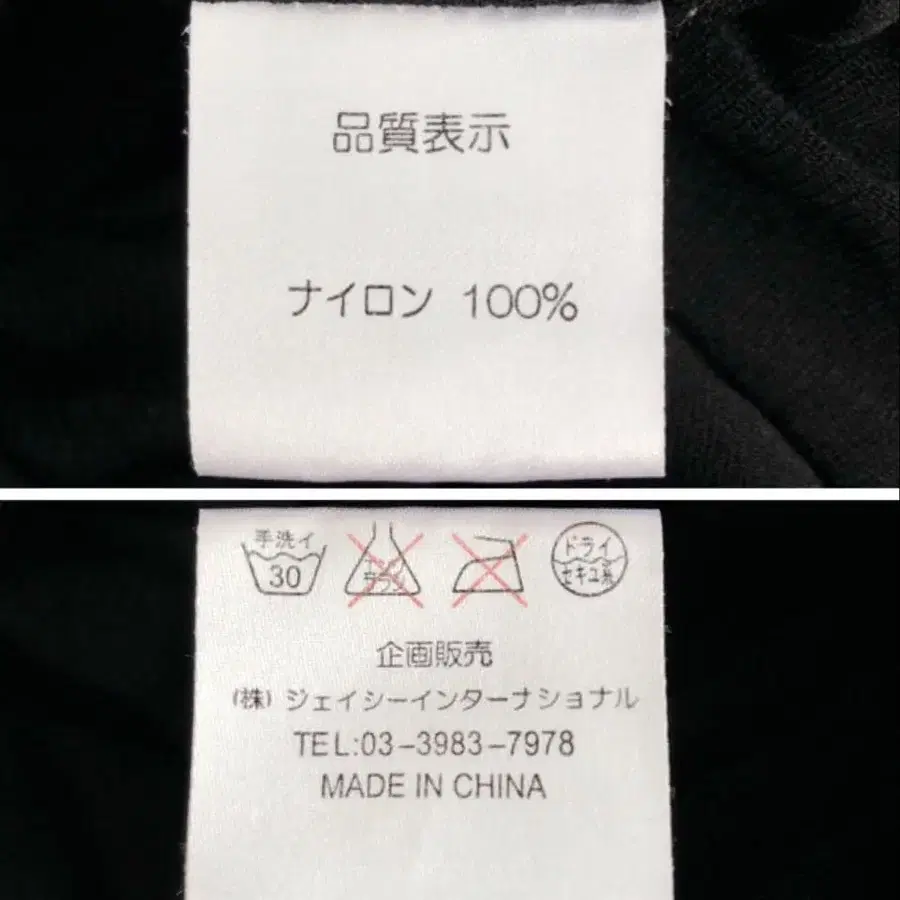 品質表示
ナイロン 100%
手洗イ
30
ドライ
セキユ系
企画販売
(株) ジェイシーインターナショナル
TEL:03-3983-7978
MADE IN CHINA